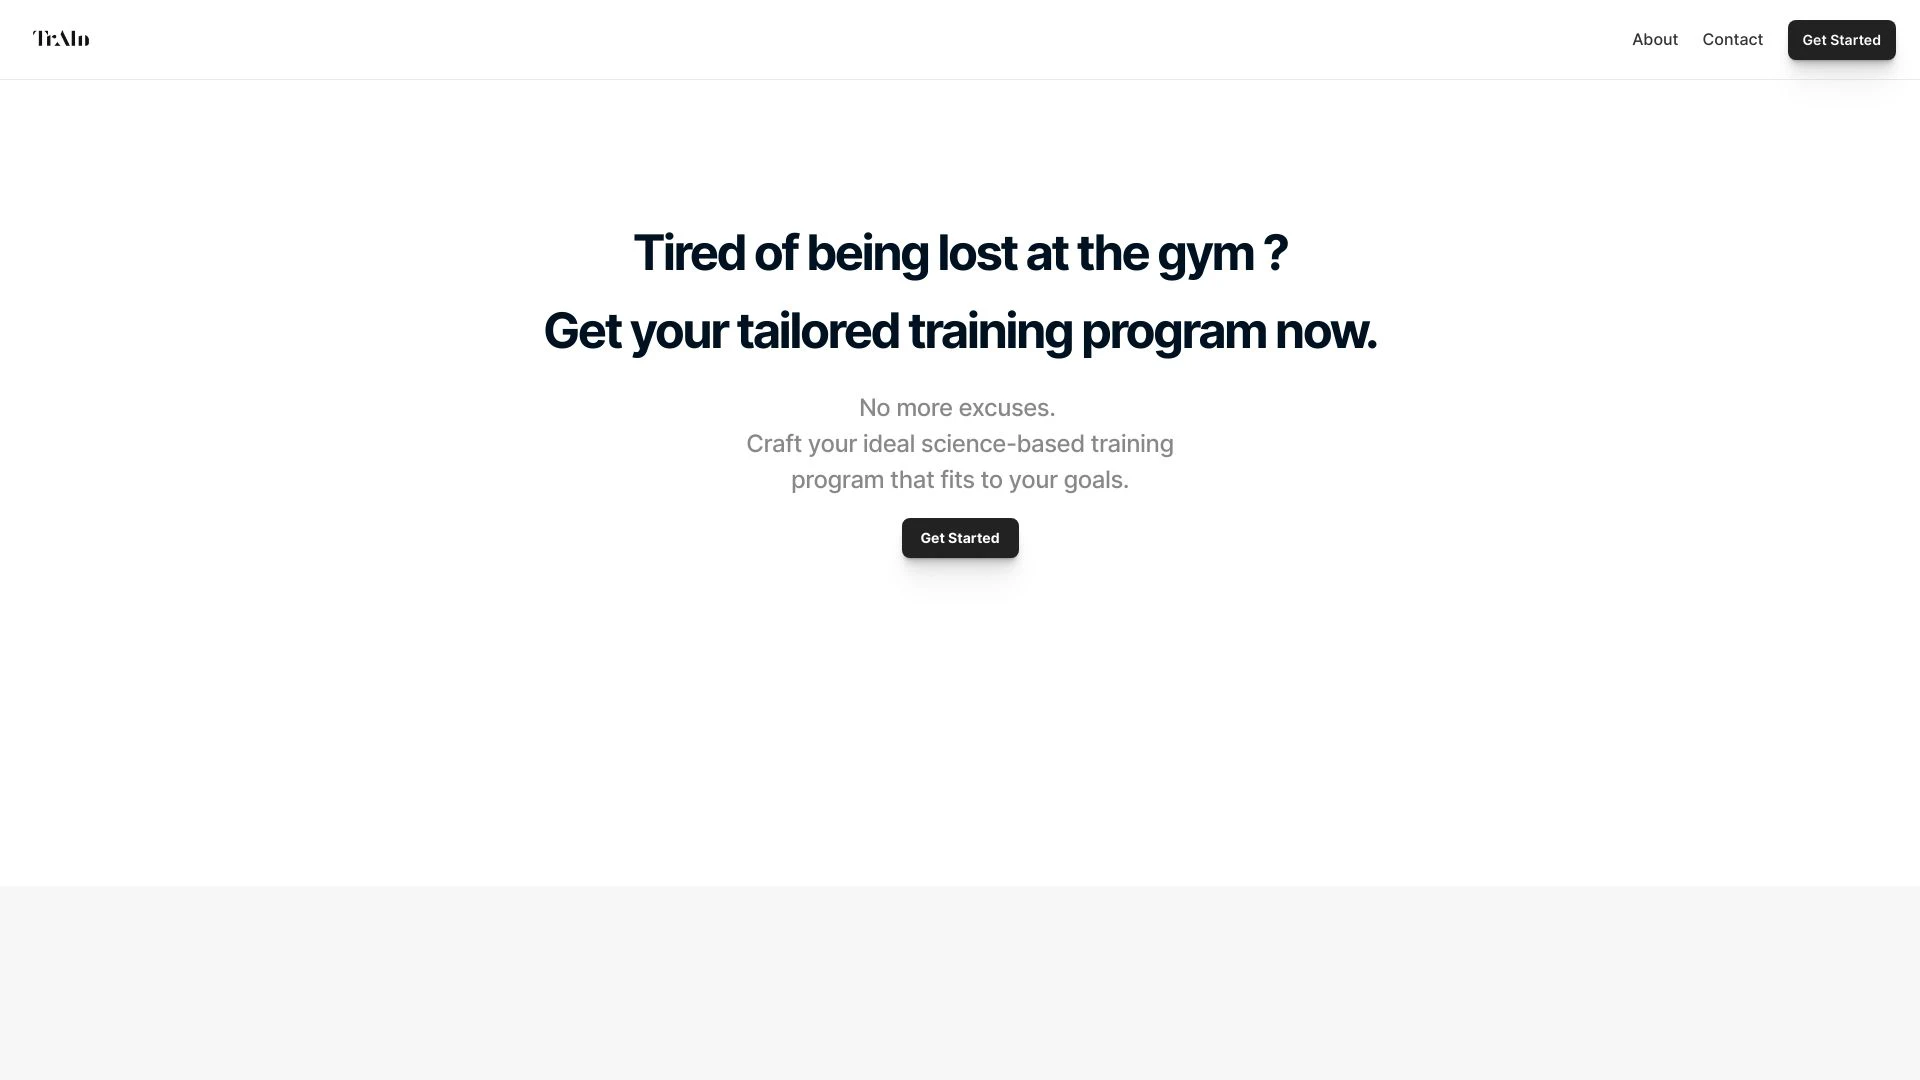 TrAIn
About
Contact
Get Started
Tired of being lost at the gym ?
Get your tailored training program now.
No more excuses.
Craft your ideal science-based training
program that fits to your goals.
Get Started